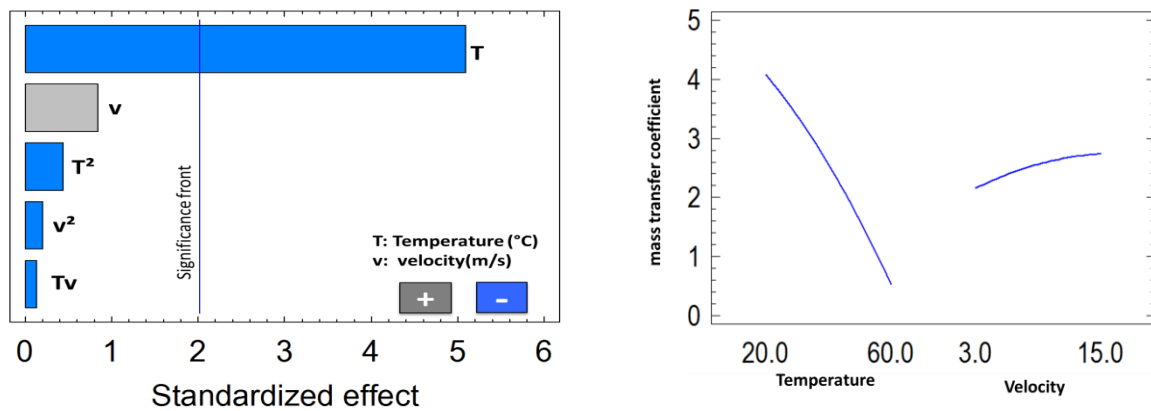 T
v
T²
v²
Tv
Significance front
T: Temperature (°C)
v: velocity(m/s)
+
-
0 1 2 3 4 5 6
Standardized effect
mass transfer coefficient
5
4
3
2
1
0
20.0 60.0 3.0 15.0
Temperature Velocity